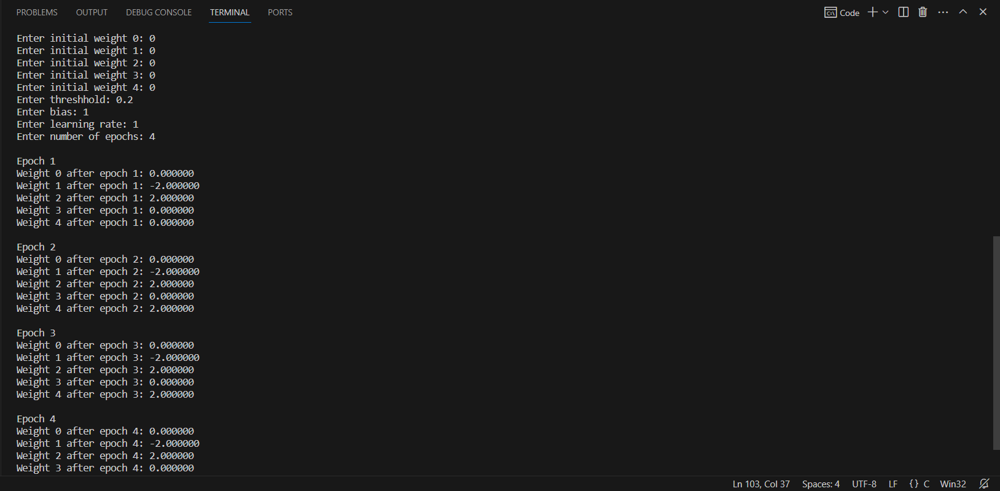 PROBLEMS OUTPUT DEBUG CONSOLE TERMINAL PORTS Code
Enter initial weight 0: 0
Enter initial weight 1: 0
Enter initial weight 2: 0
Enter initial weight 3: 0
Enter initial weight 4: 0
Enter threshhold: 0.2
Enter bias: 1
Enter learning rate: 1
Enter number of epochs: 4
Epoch 1
Weight 0 after epoch 1: 0.000000
Weight 1 after epoch 1: -2.000000
Weight 2 after epoch 1: 2.000000
Weight 3 after epoch 1: 0.000000
Weight 4 after epoch 1: 0.000000
Epoch 2
Weight 0 after epoch 2: 0.000000
Weight 1 after epoch 2: -2.000000
Weight 2 after epoch 2: 2.000000
Weight 3 after epoch 2: 0.000000
Weight 4 after epoch 2: 2.000000
Epoch 3
Weight 0 after epoch 3: 0.000000
Weight 1 after epoch 3: -2.000000
Weight 2 after epoch 3: 2.000000
Weight 3 after epoch 3: 0.000000
Weight 4 after epoch 3: 2.000000
Epoch 4
Weight 0 after epoch 4: 0.000000
Weight 1 after epoch 4: -2.000000
Weight 2 after epoch 4: 2.000000
Weight 3 after epoch 4: 0.000000
Ln 103, Col 37 Spaces: 4 UTF-8 LF {} C Win32